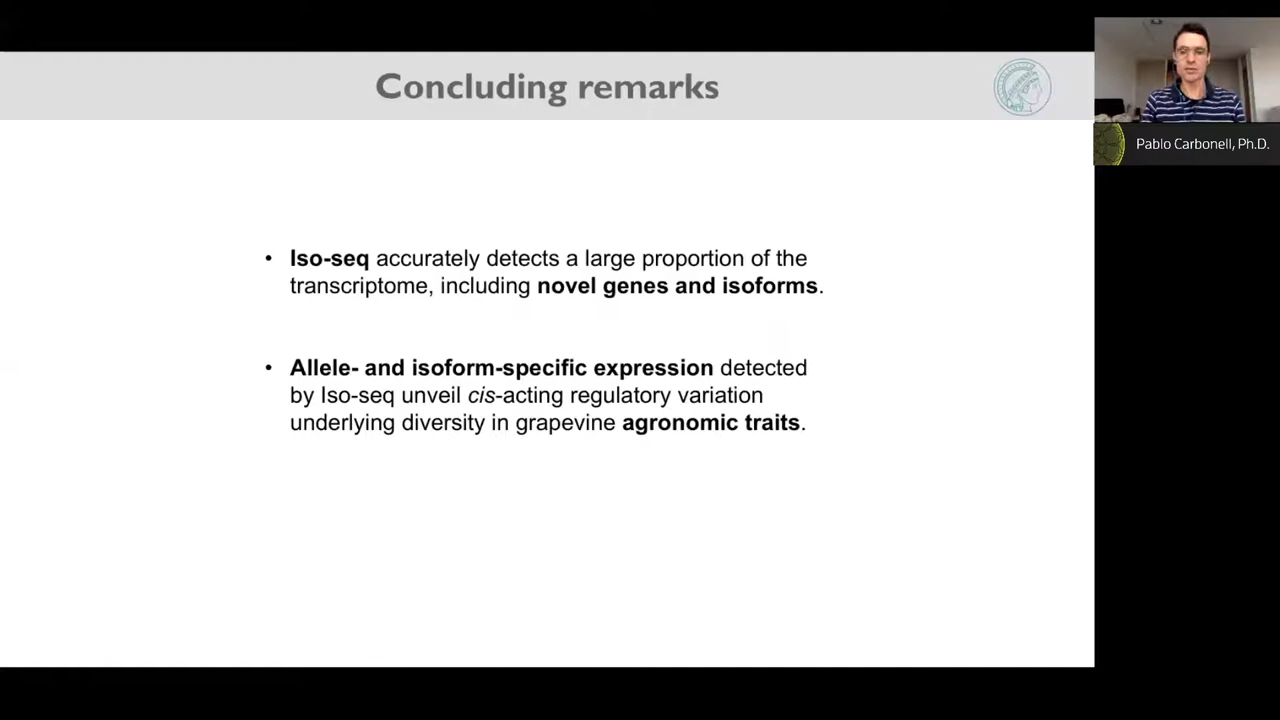 Concluding remarks
Pablo Carbonell, Ph.D.
• Iso-seq accurately detects a large proportion of the
transcriptome, including novel genes and isoforms.
• Allele- and isoform-specific expression detected
by Iso-seq unveil cis-acting regulatory variation
underlying diversity in grapevine agronomic traits.